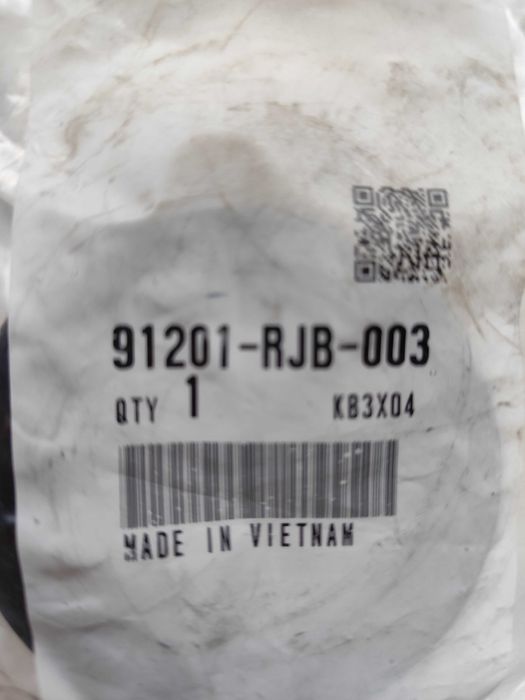 91201-RJB-003
QTY 1 KB3X04
MADE IN VIETNAM